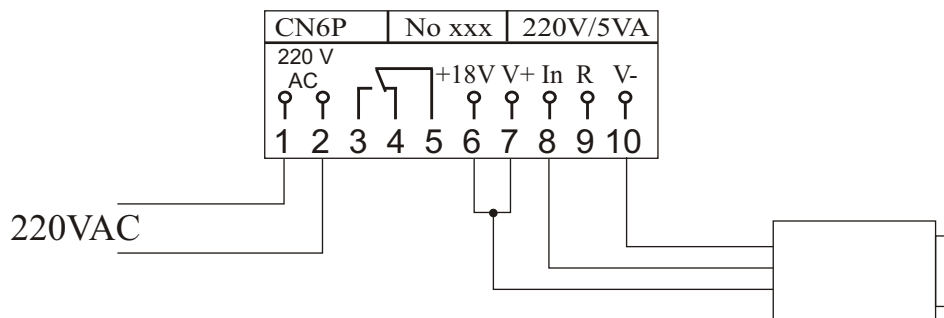 CN6P No xxx 220V/5VA
220 V
AC
+18V V+ In R V-
1 2 3 4 5 6 7 8 9 10
220VAC